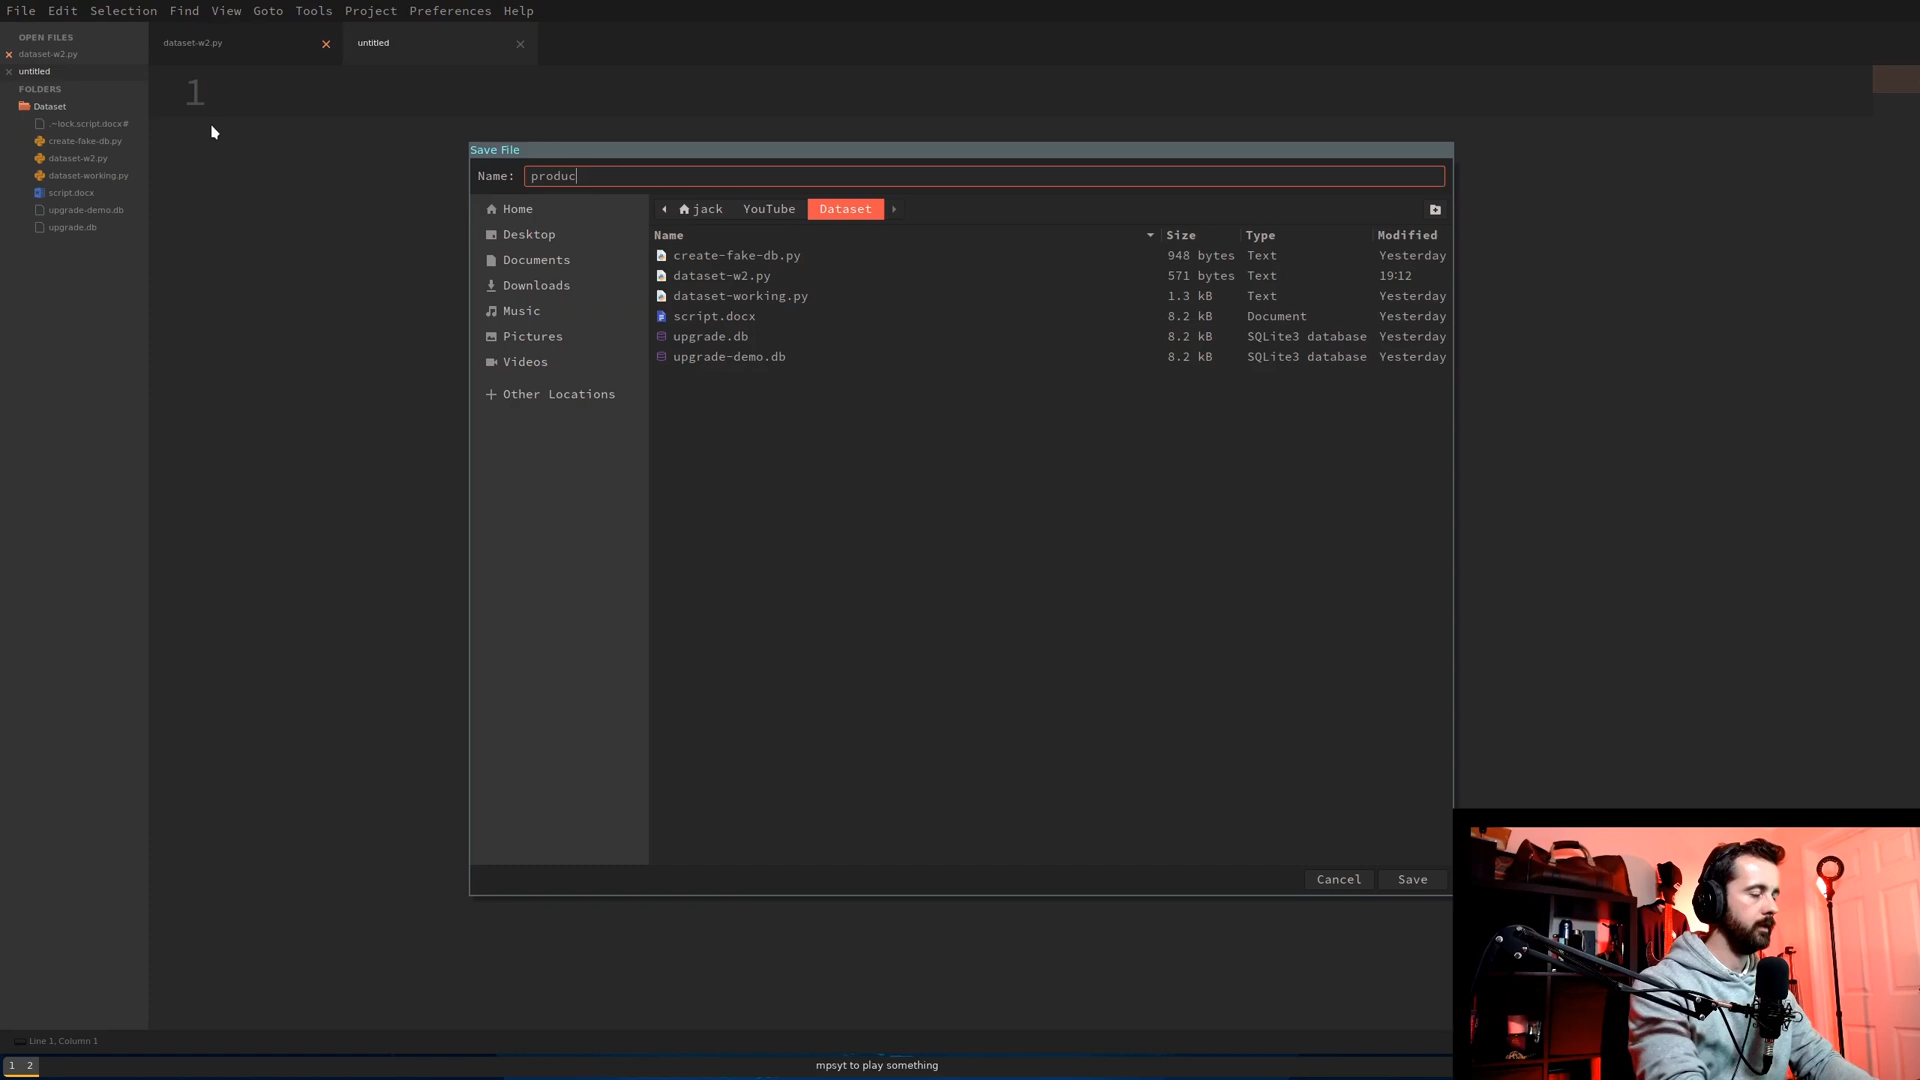 File Edit Selection Find View Goto Tools Project Preferences Help
OPEN FILES
dataset-w2.py
untitled
FOLDERS
Dataset
.~lock.script.docx#
create-fake-db.py
dataset-w2.py
dataset-working.py
script.docx
upgrade-demo.db
upgrade.db
dataset-w2.py
untitled
1
Save File
Name: produc
Home
Desktop
Documents
Downloads
Music
Pictures
Videos
Other Locations
jack YouTube Dataset
Name Size Type Modified
create-fake-db.py 948 bytes Text Yesterday
dataset-w2.py 571 bytes Text 19:12
dataset-working.py 1.3 kB Text Yesterday
script.docx 8.2 kB Document Yesterday
upgrade.db 8.2 kB SQLite3 database Yesterday
upgrade-demo.db 8.2 kB SQLite3 database Yesterday
Cancel Save
Line 1, Column 1
1 2
mpsyt to play something